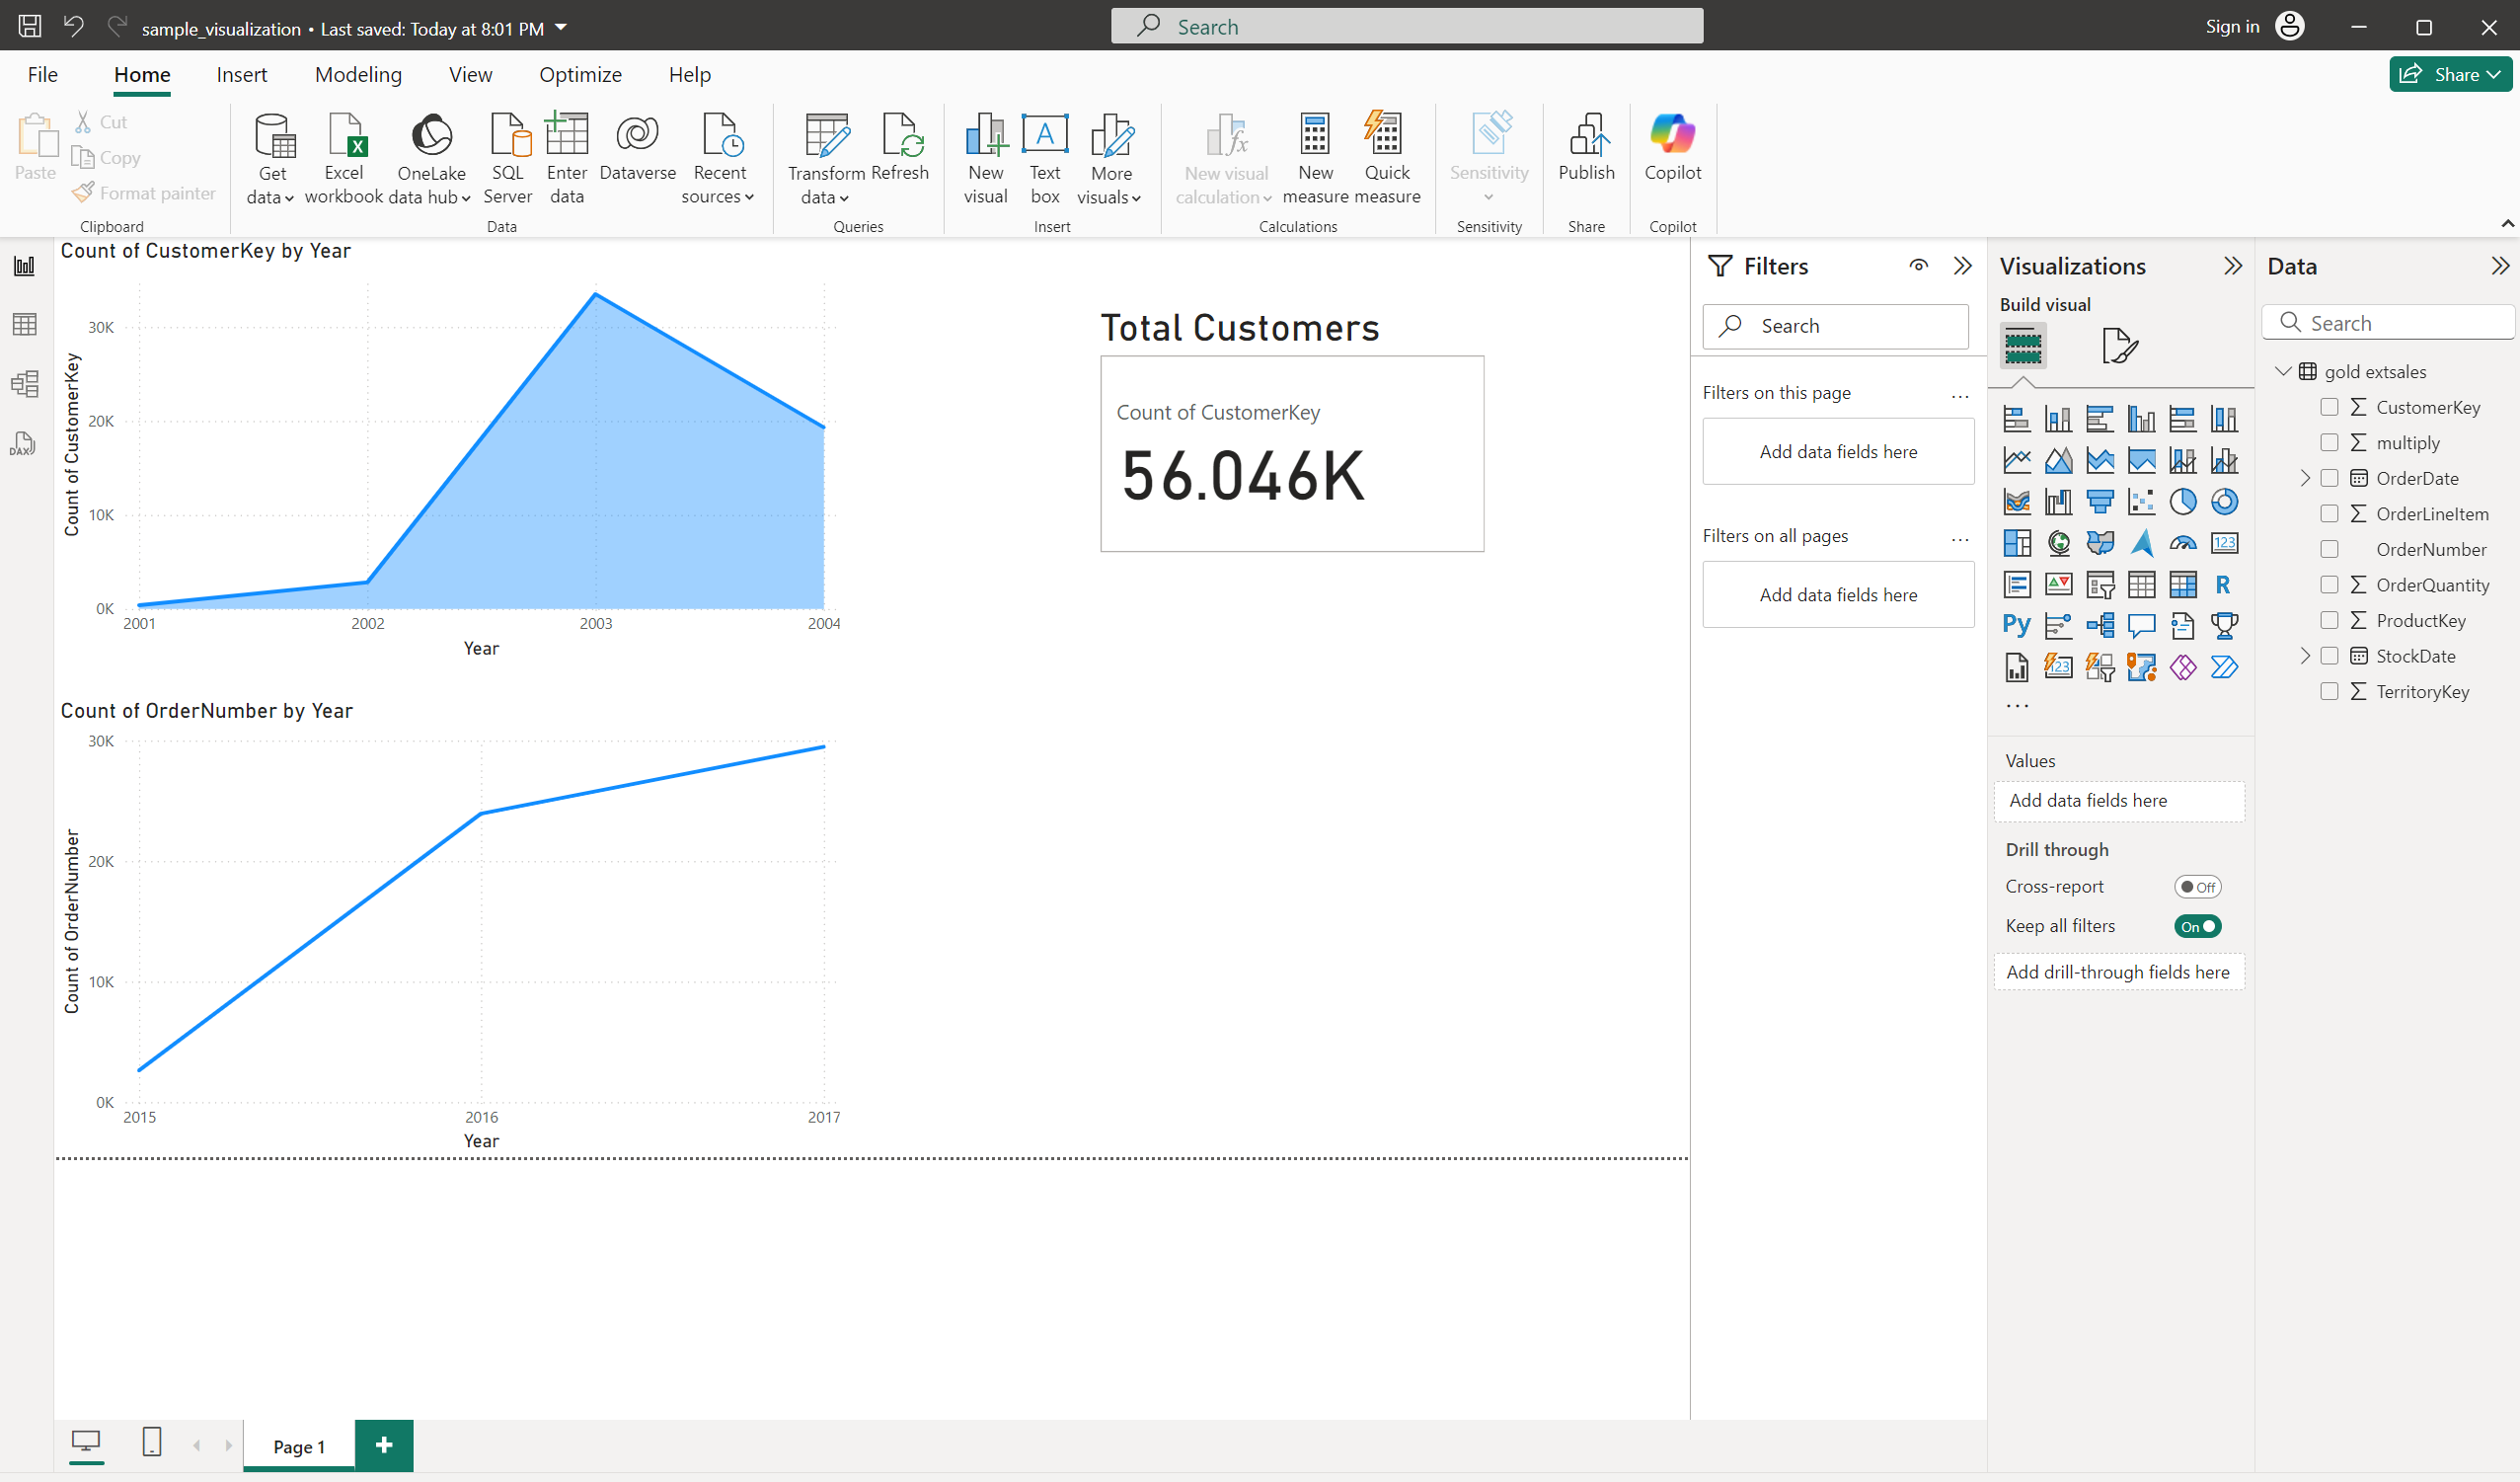 sample_visualization • Last saved: Today at 8:01 PM
Search
Sign in
File Home Insert Modeling View Optimize Help
Share
Paste
Cut
Copy
Format painter
Clipboard
Get data
Excel workbook
OneLake data hub
SQL Server
Enter data
Dataverse
Recent sources
Data
Transform data
Refresh
Queries
New visual
Text box
More visuals
Insert
New visual calculation
New measure
Quick measure
Calculations
Sensitivity
Sensitivity
Publish
Share
Copilot
Copilot
Count of CustomerKey by Year
Count of CustomerKey
30K
20K
10K
0K
2001 2002 2003 2004
Year
Total Customers
Count of CustomerKey
56.046K
Count of OrderNumber by Year
Count of OrderNumber
30K
20K
10K
0K
2015 2016 2017
Year
Filters
Search
Filters on this page
...
Add data fields here
Filters on all pages
...
Add data fields here
Visualizations
Build visual
123
R
Py
123
...
Values
Add data fields here
Drill through
Cross-report
Off
Keep all filters
On
Add drill-through fields here
Data
Search
gold extsales
CustomerKey
multiply
OrderDate
OrderLineItem
OrderNumber
OrderQuantity
ProductKey
StockDate
TerritoryKey
DAX
Page 1